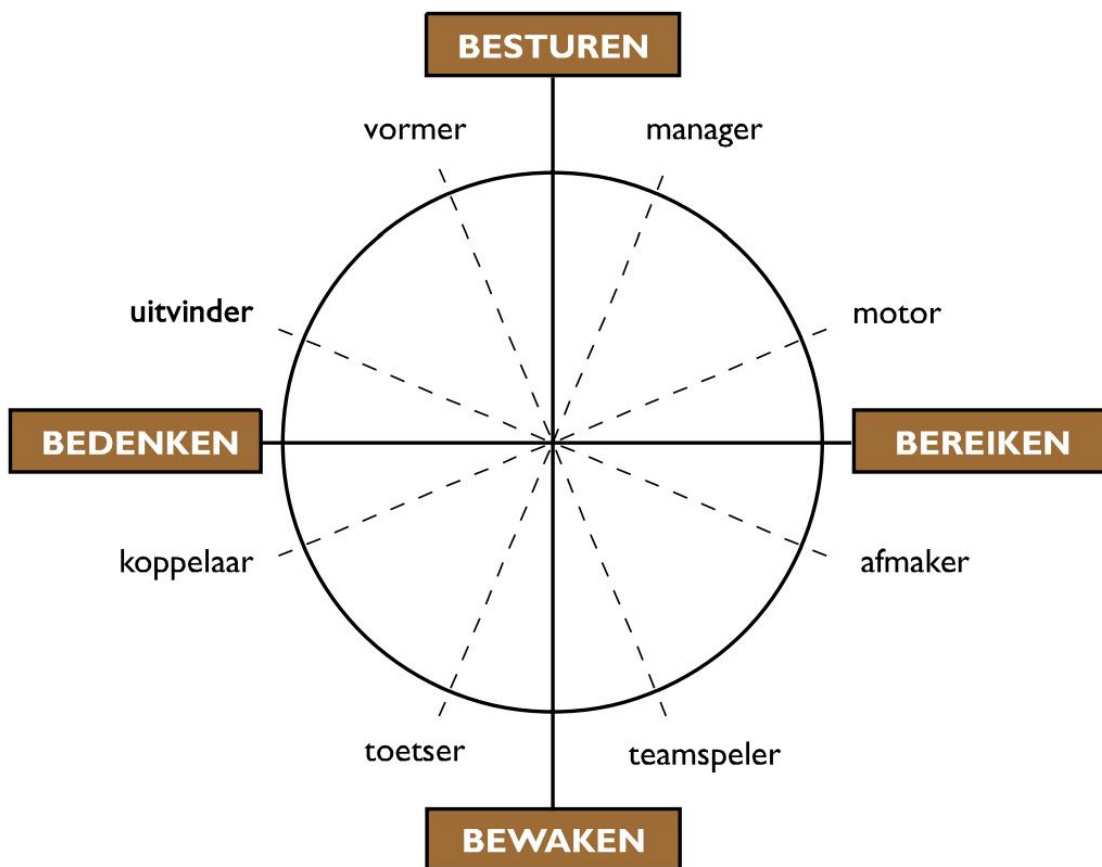 BESTUREN
vormer
manager
uitvinder
motor
BEDENKEN
BEREIKEN
koppelaar
afmaker
toetser
teamspeler
BEWAKEN